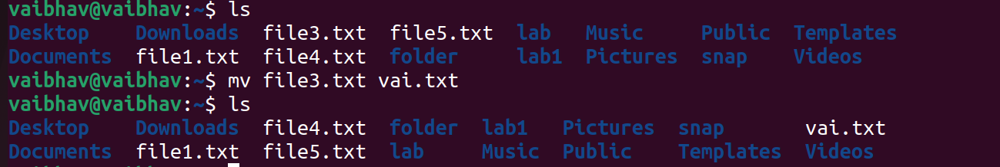 vaibhav@vaibhav:~$ ls
Desktop    Downloads  file3.txt  file5.txt  lab   Music     Public  Templates
Documents  file1.txt  file4.txt  folder     lab1  Pictures  snap    Videos
vaibhav@vaibhav:~$ mv file3.txt vai.txt
vaibhav@vaibhav:~$ ls
Desktop    Downloads  file4.txt  folder  lab1   Pictures  snap       vai.txt
Documents  file1.txt  file5.txt  lab     Music  Public    Templates  Videos